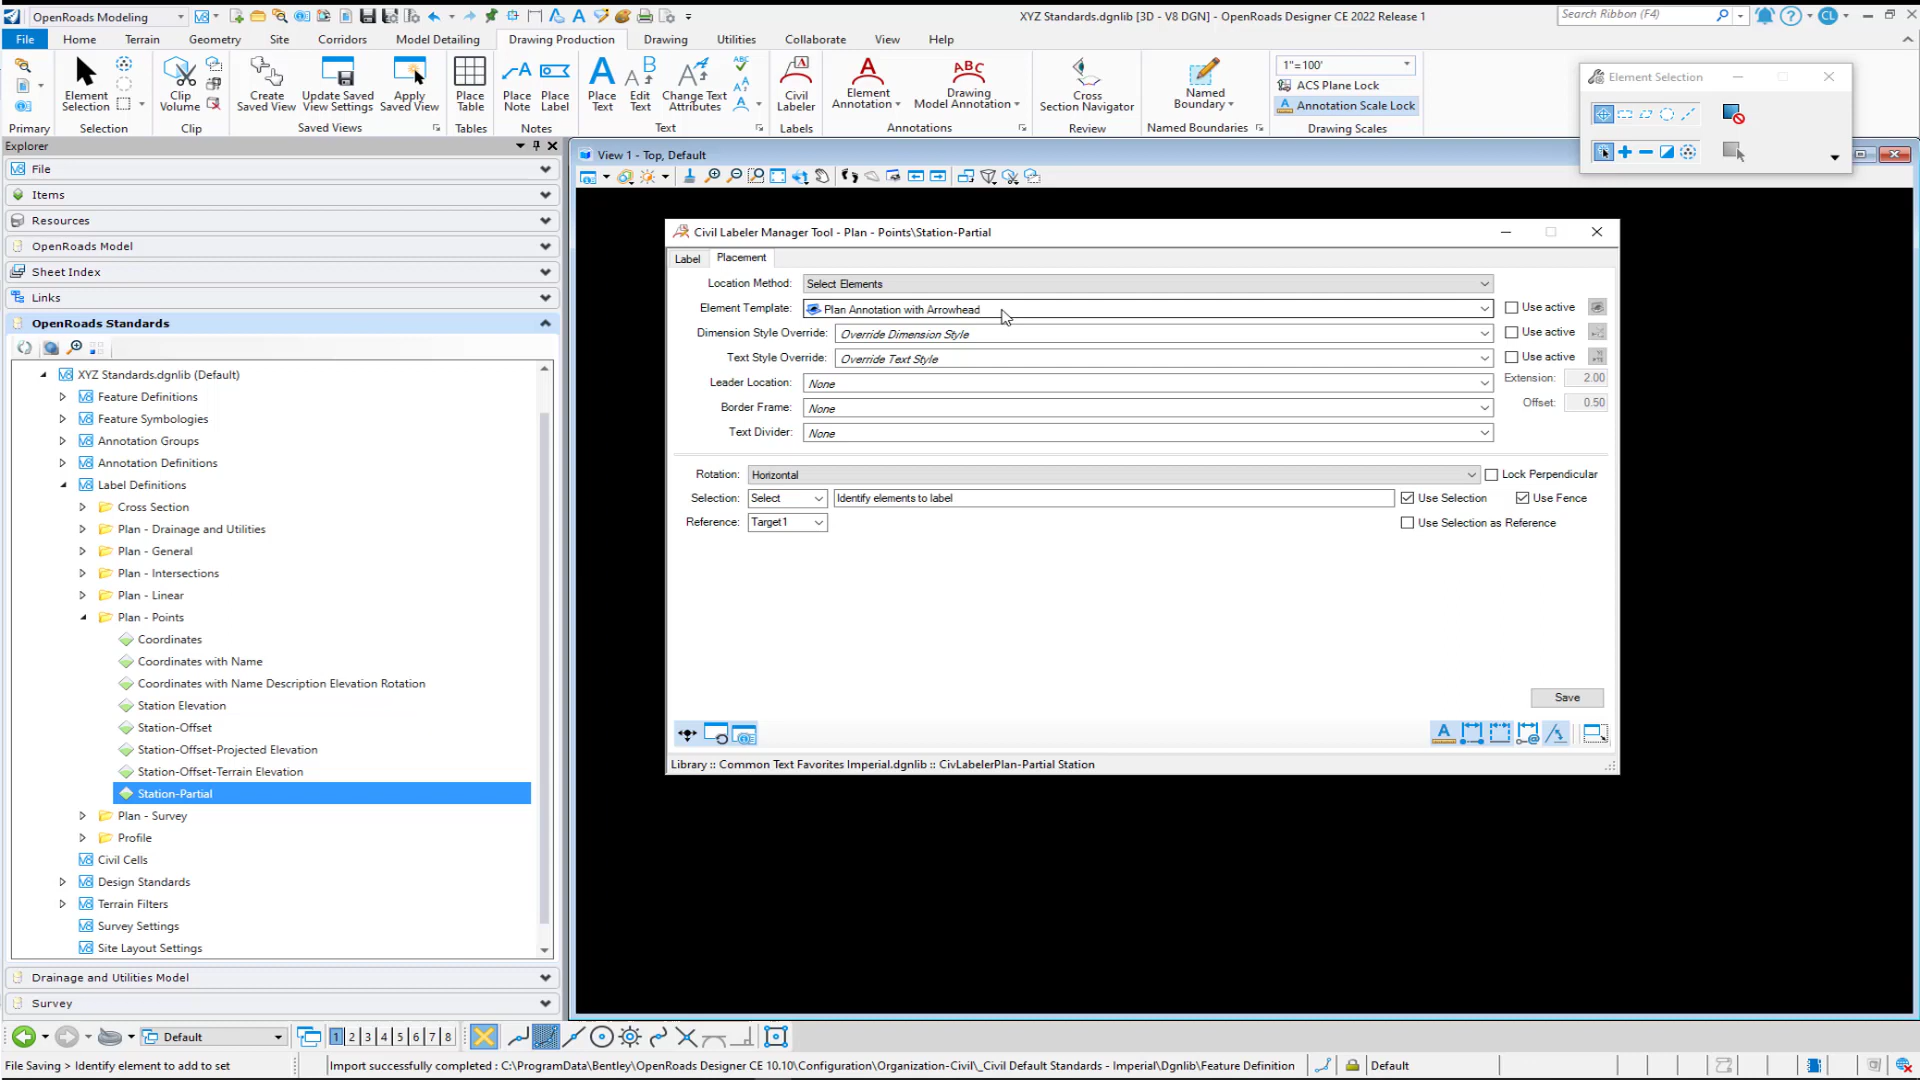 OpenRoads Modeling
XYZ Standards.dgnlib [3D - V8 DGN] - OpenRoads Designer CE 2022 Release 1
Search Ribbon (F4)
CL
File Home Terrain Geometry Site Corridors Model Detailing Drawing Production Drawing Utilities Collaborate View Help
Element Selection
Clip Volume
Create Saved View
Update Saved View Settings
Apply Saved View
Place Table
Place Note
Place Label
Place Text
Edit Text
Change Text Attributes
Civil Labeler
Element Annotation
Drawing Model Annotation
Cross Section Navigator
Named Boundary
1"=100'
ACS Plane Lock
Annotation Scale Lock
Primary Selection Clip Saved Views Tables Notes Text Labels Annotations Review Named Boundaries Drawing Scales
Element Selection
Explorer
File
Items
Resources
OpenRoads Model
Sheet Index
Links
OpenRoads Standards
XYZ Standards.dgnlib (Default)
Feature Definitions
Feature Symbologies
Annotation Groups
Annotation Definitions
Label Definitions
Cross Section
Plan - Drainage and Utilities
Plan - General
Plan - Intersections
Plan - Linear
Plan - Points
Coordinates
Coordinates with Name
Coordinates with Name Description Elevation Rotation
Station Elevation
Station-Offset
Station-Offset-Projected Elevation
Station-Offset-Terrain Elevation
Station-Partial
Plan - Survey
Profile
Civil Cells
Design Standards
Terrain Filters
Survey Settings
Site Layout Settings
Drainage and Utilities Model
Survey
View 1 - Top, Default
Civil Labeler Manager Tool - Plan - Points\Station-Partial
Label Placement
Location Method: Select Elements
Element Template: Plan Annotation with Arrowhead Use active
Dimension Style Override: Override Dimension Style Use active
Text Style Override: Override Text Style Use active
Leader Location: None Extension: 2.00
Border Frame: None Offset: 0.50
Text Divider: None
Rotation: Horizontal Lock Perpendicular
Selection: Select Identify elements to label Use Selection Use Fence
Reference: Target1 Use Selection as Reference
Save
Library :: Common Text Favorites Imperial.dgnlib :: CivLabelerPlan-Partial Station
Default 1 2 3 4 5 6 7 8
File Saving > Identify element to add to set
Import successfully completed : C:\ProgramData\Bentley\OpenRoads Designer CE 10.10\Configuration\Organization-Civil\_Civil Default Standards - Imperial\Dgnlib\Feature Definition
Default